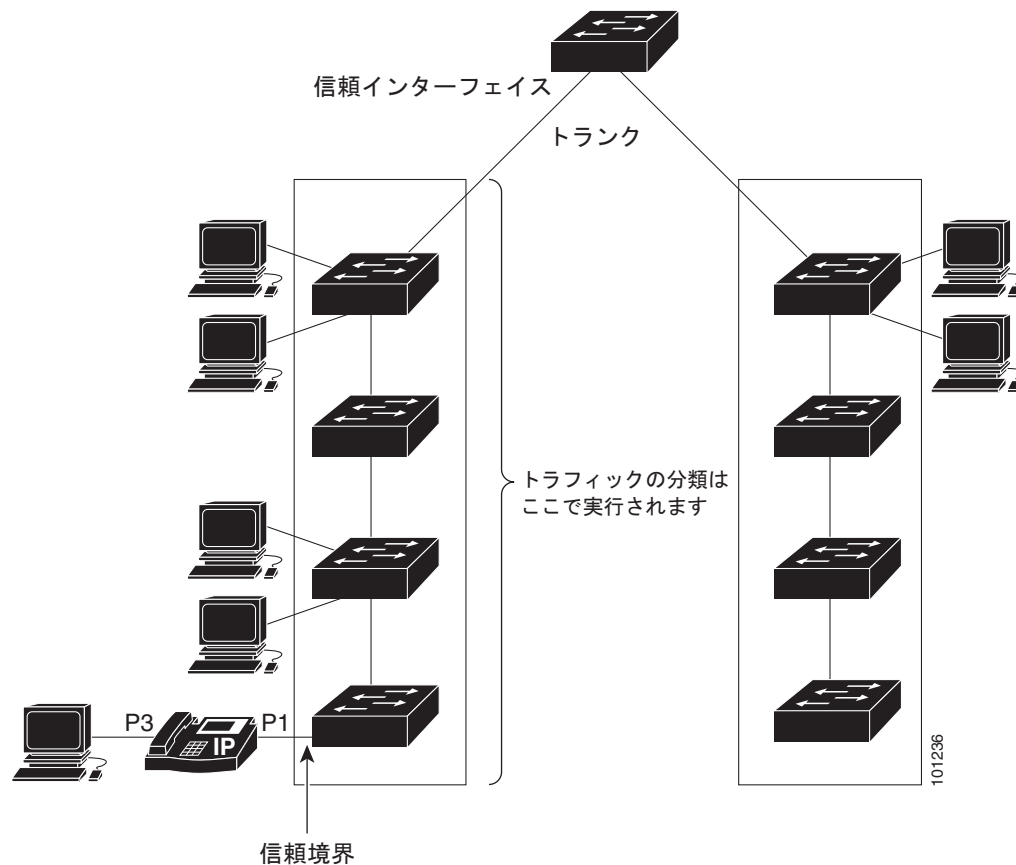 信頼インターフェイス
トランク
トラフィックの分類は
ここで実行されます
P3
IP
P1
101236
信頼境界